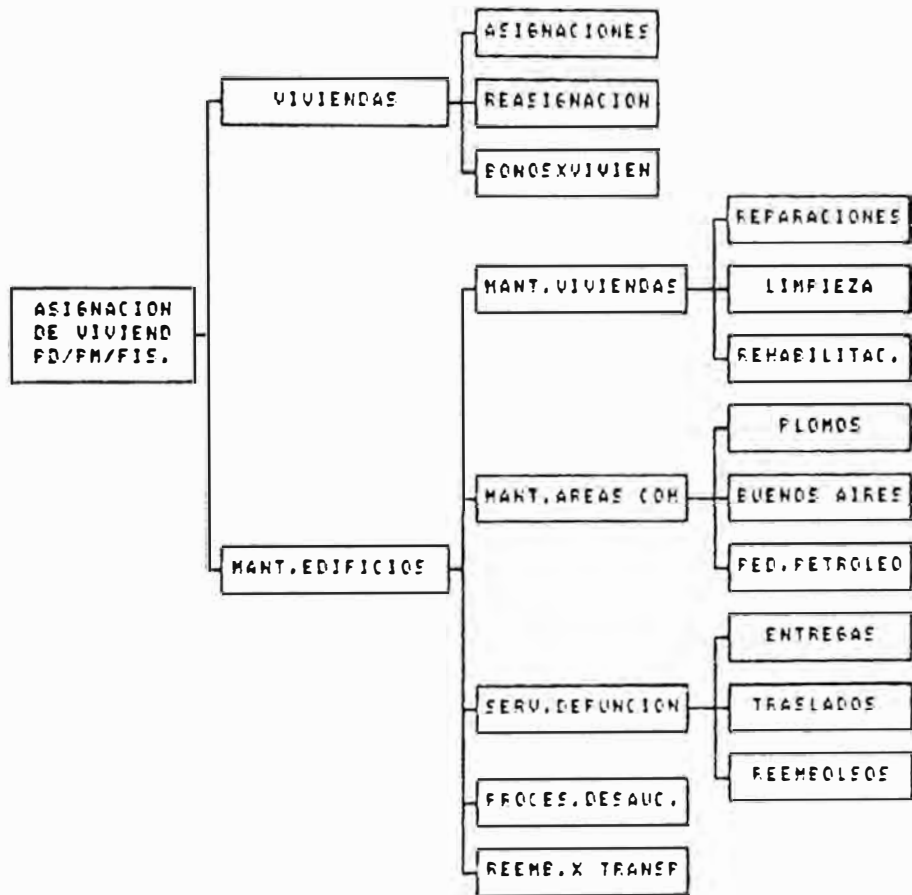 ASIGNACIONES
VIVIENDAS
REASIGNACION
BONOSXVIVIEN
REPARACIONES
MANT.VIVIENDAS
LIMPIEZA
ASIGNACION
DE VIVIEND
PD/PM/FIS.
REHABILITAC.
PLOMOS
MANT.AREAS COM
BUENOS AIRES
MANT.EDIFICIOS
PED.PETROLEO
ENTREGAS
SERV.DEFUNCION
TRASLADOS
REEMBOLSOS
PROCES.DESAUC.
REEMB.X TRANSF